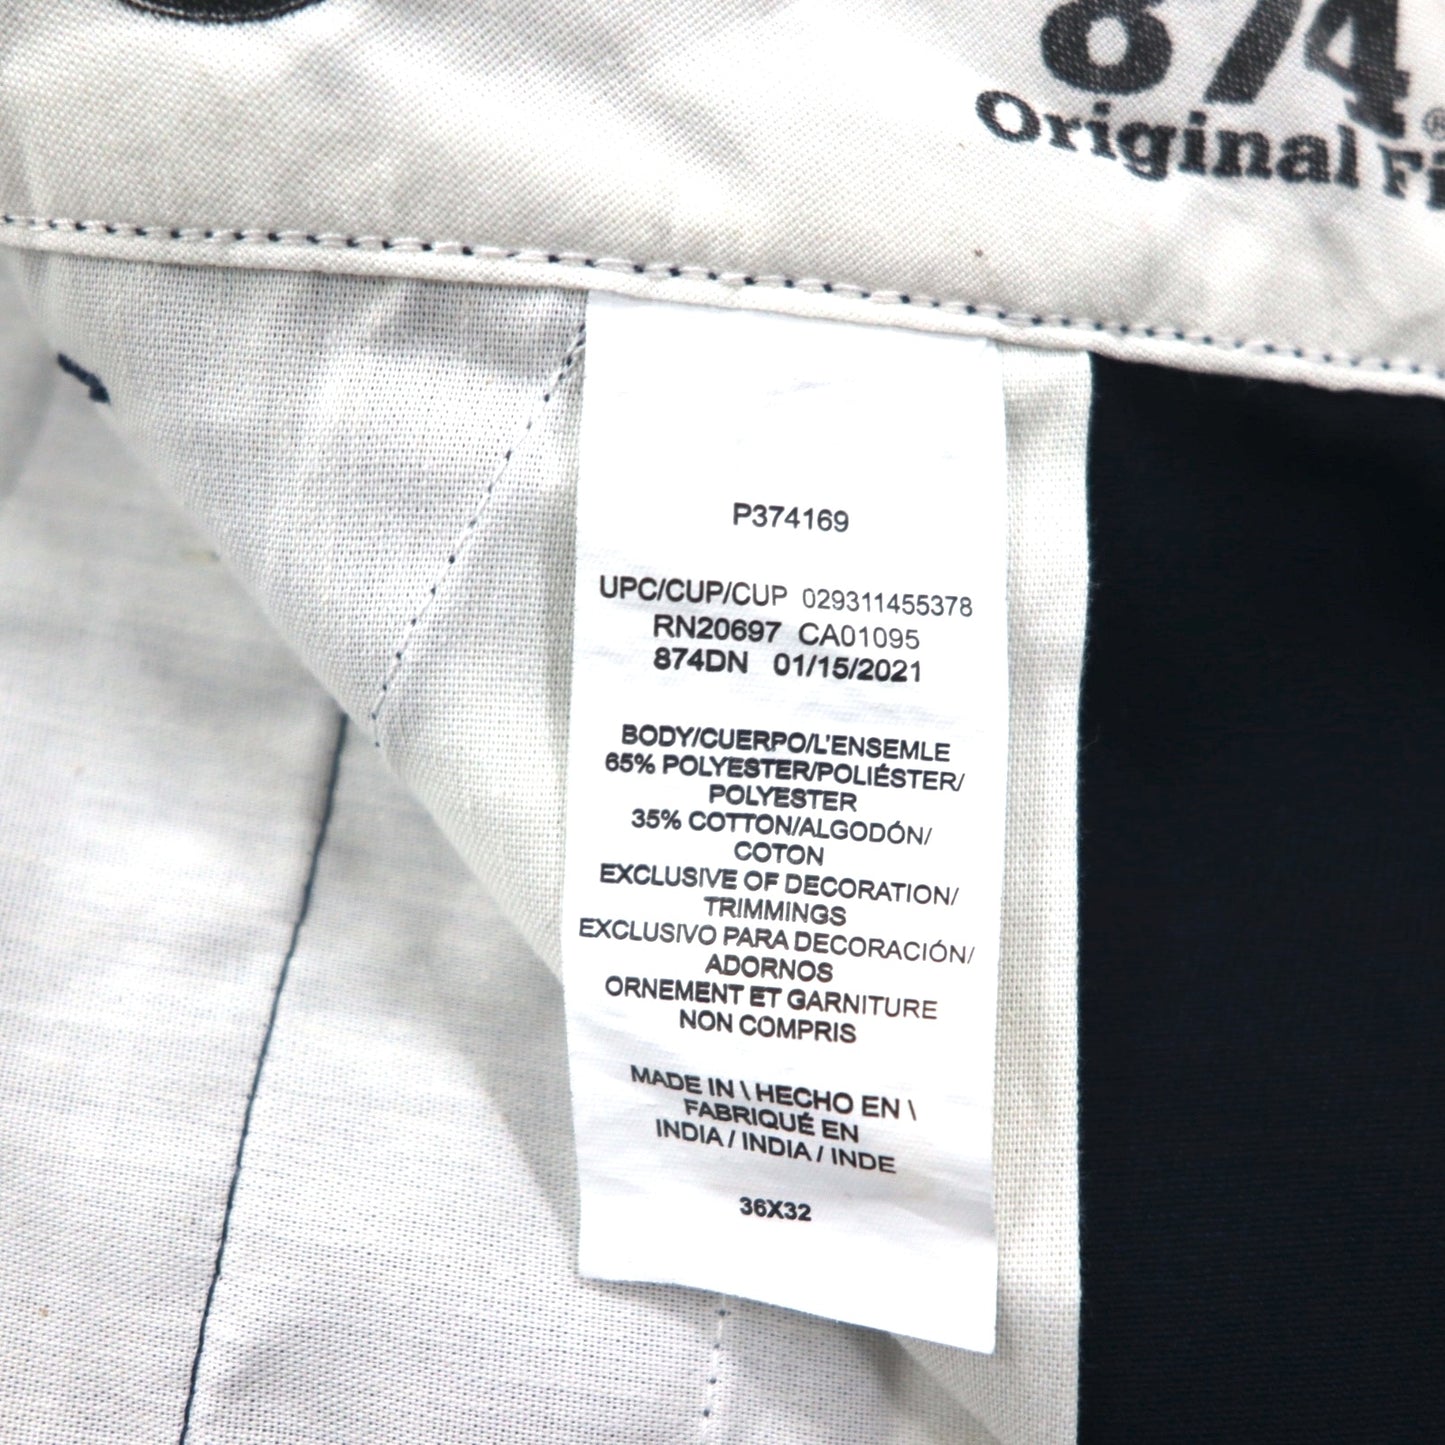 874
Original Fi
P374169
UPC/CUP/CUP 029311455378
RN20697 CA01095
874DN 01/15/2021
BODY/CUERPO/L'ENSEMLE
65% POLYESTER/POLIÉSTER/
POLYESTER
35% COTTON/ALGODÓN/
COTON
EXCLUSIVE OF DECORATION/
TRIMMINGS
EXCLUSIVO PARA DECORACIÓN/
ADORNOS
ORNEMENT ET GARNITURE
NON COMPRIS
MADE IN \ HECHO EN \
FABRIQUÉ EN
INDIA / INDIA / INDE
36X32